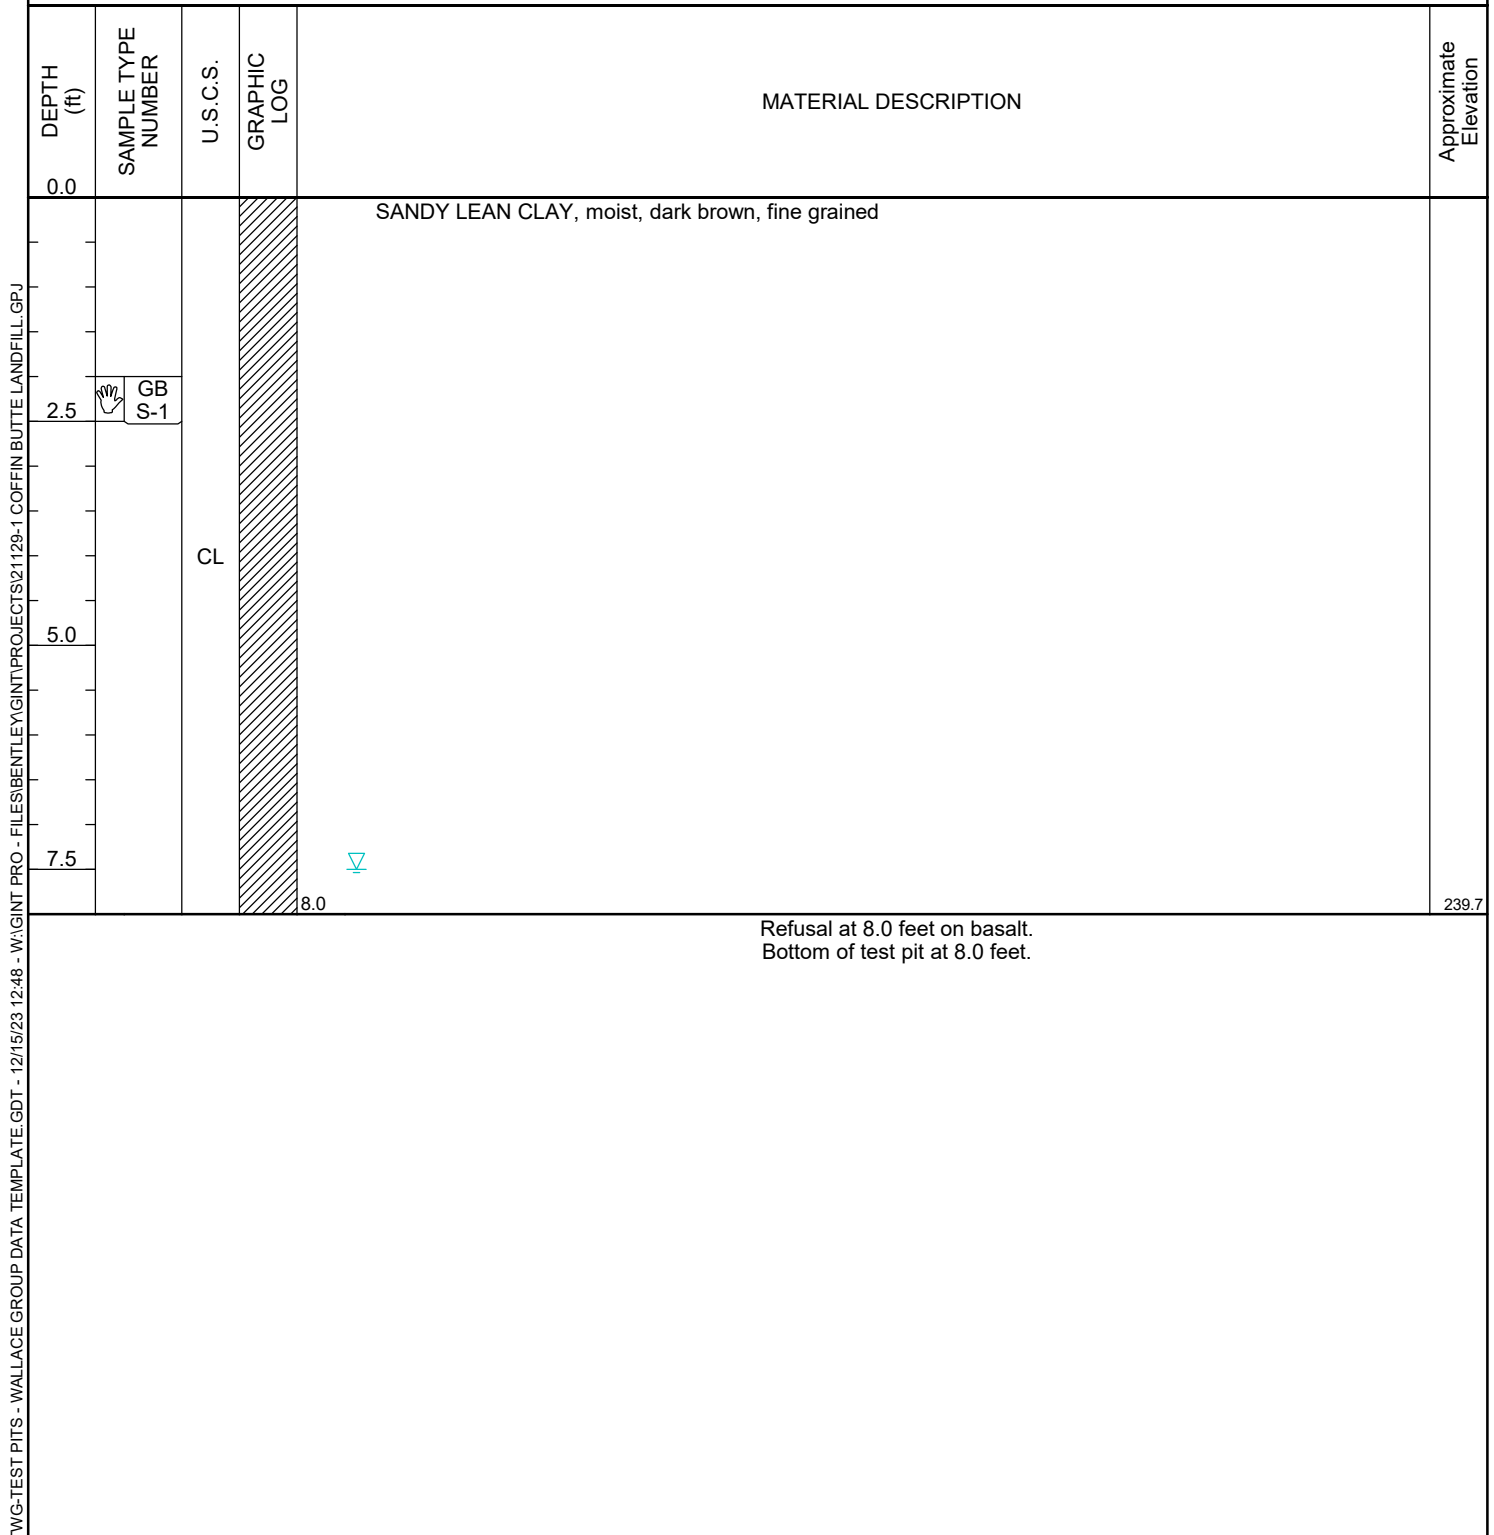 DEPTH
(ft)
0.0
SAMPLE TYPE
NUMBER
U.S.C.S.
GRAPHIC
LOG
MATERIAL DESCRIPTION
Approximate
Elevation
SANDY LEAN CLAY, moist, dark brown, fine grained
GB
S-1
2.5
CL
5.0
7.5
8.0
239.7
Refusal at 8.0 feet on basalt.
Bottom of test pit at 8.0 feet.
WG-TEST PITS - WALLACE GROUP DATA TEMPLATE.GDT - 12/15/23 12:48 - W:\GINT PRO - FILES\BENTLEY\GINT\PROJECTS\21129-1 COFFIN BUTTE LANDFILL.GPJ